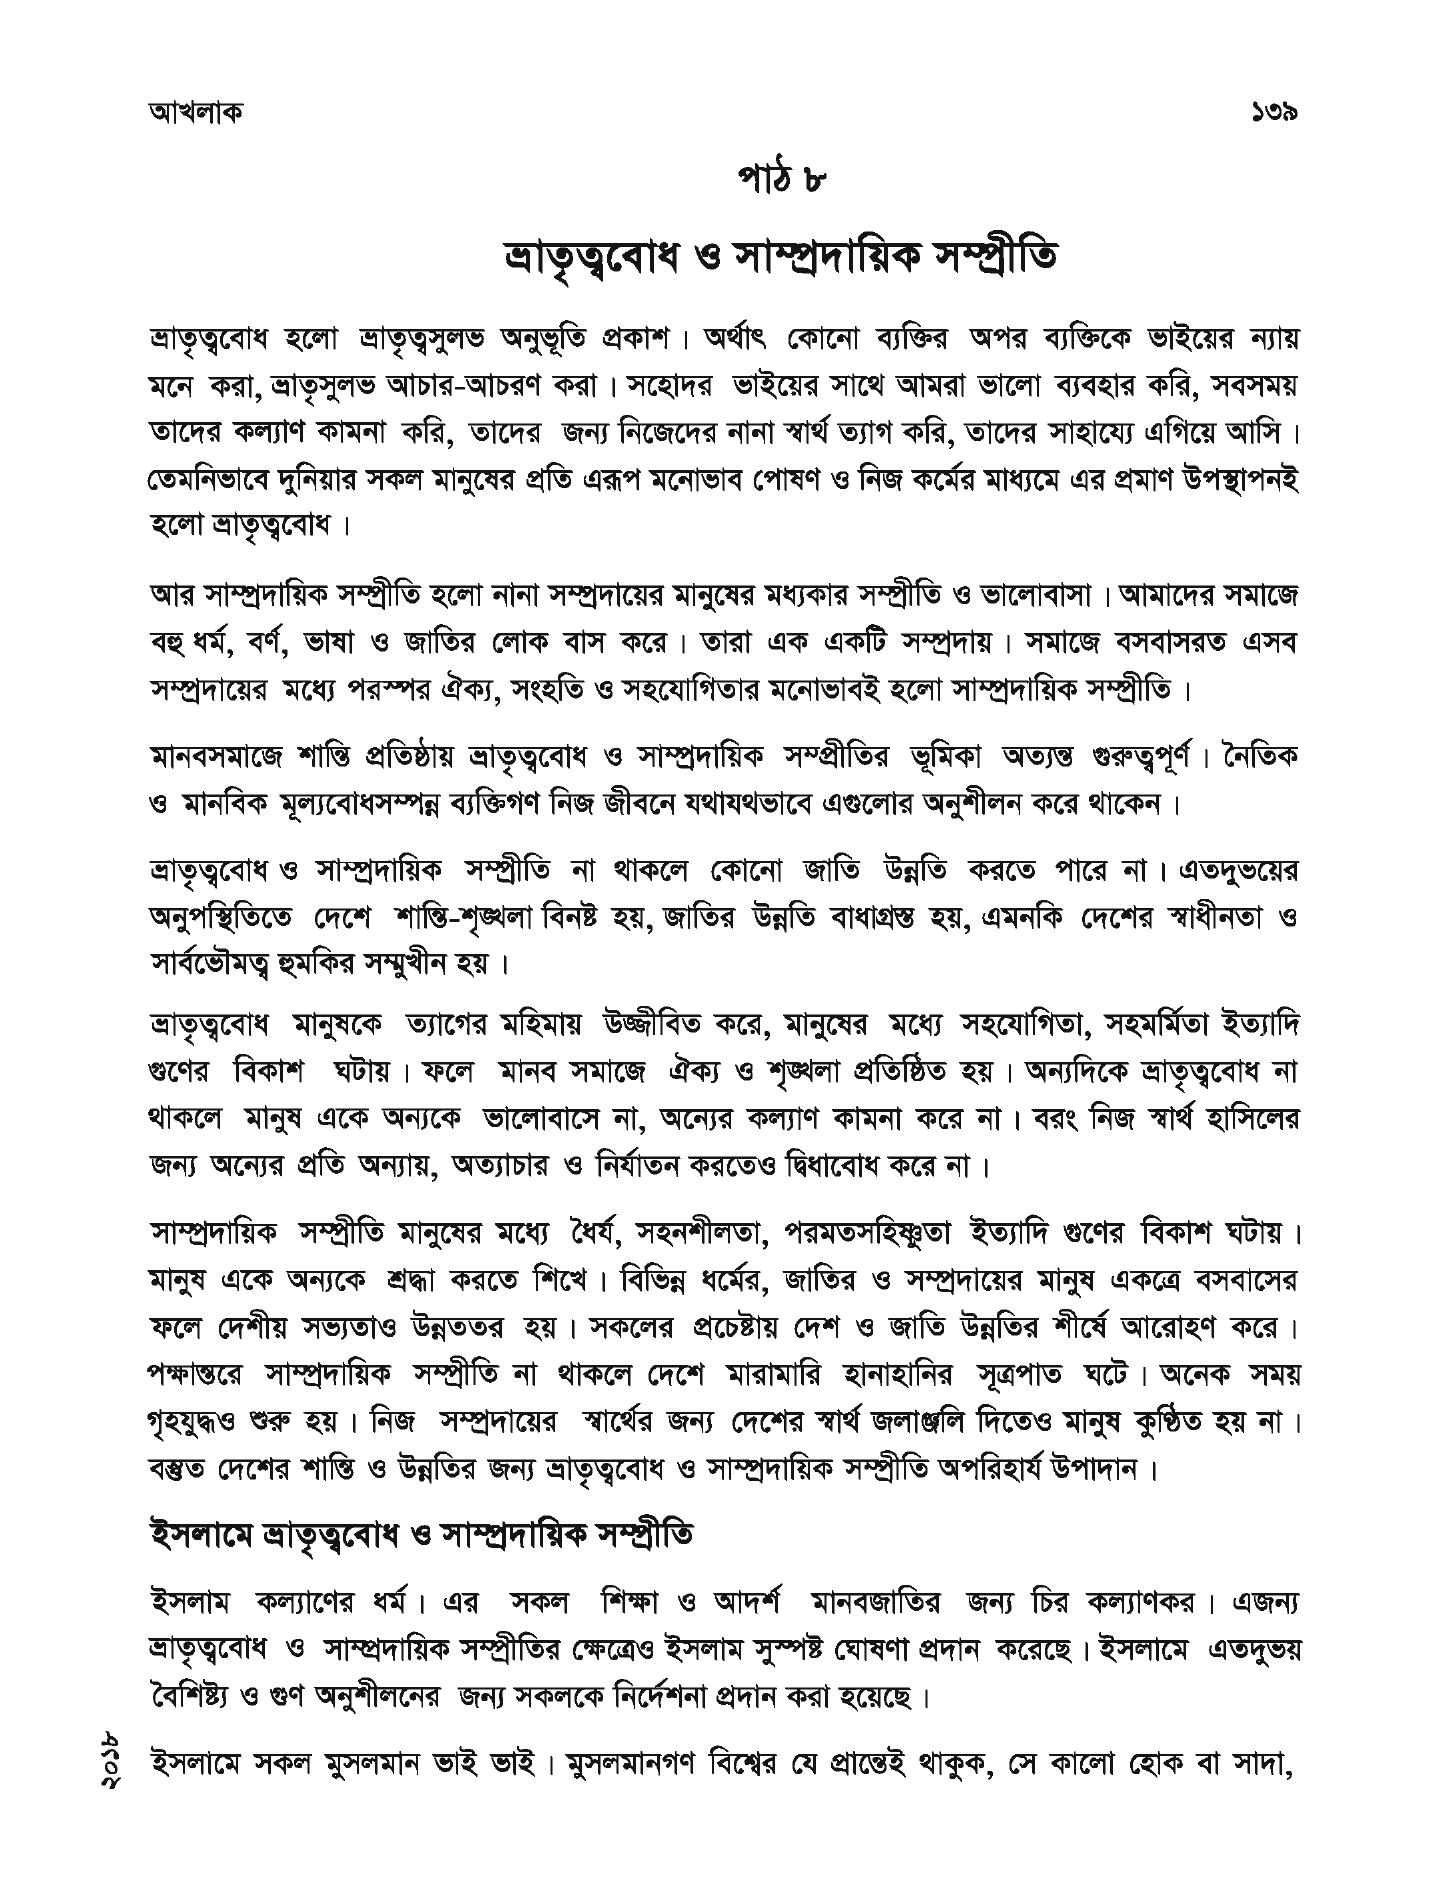 আখলাক ১৩৯
পাঠ ৮
ভ্রাতৃত্ববোধ ও সাম্প্রদায়িক সম্প্রীতি
ভ্রাতৃত্ববোধ হলো ভ্রাতৃত্বসুলভ অনুভূতি প্রকাশ। অর্থাৎ কোনো ব্যক্তির অপর ব্যক্তিকে ভাইয়ের ন্যায়
মনে করা, ভ্রাতৃসুলভ আচার-আচরণ করা। সহোদর ভাইয়ের সাথে আমরা ভালো ব্যবহার করি, সবসময়
তাদের কল্যাণ কামনা করি, তাদের জন্য নিজেদের নানা স্বার্থ ত্যাগ করি, তাদের সাহায্যে এগিয়ে আসি।
তেমনিভাবে দুনিয়ার সকল মানুষের প্রতি এরূপ মনোভাব পোষণ ও নিজ কর্মের মাধ্যমে এর প্রমাণ উপস্থাপনই
হলো ভ্রাতৃত্ববোধ।
আর সাম্প্রদায়িক সম্প্রীতি হলো নানা সম্প্রদায়ের মানুষের মধ্যকার সম্প্রীতি ও ভালোবাসা। আমাদের সমাজে
বহু ধর্ম, বর্ণ, ভাষা ও জাতির লোক বাস করে। তারা এক একটি সম্প্রদায়। সমাজে বসবাসরত এসব
সম্প্রদায়ের মধ্যে পরস্পর ঐক্য, সংহতি ও সহযোগিতার মনোভাবই হলো সাম্প্রদায়িক সম্প্রীতি।
মানবসমাজে শান্তি প্রতিষ্ঠায় ভ্রাতৃত্ববোধ ও সাম্প্রদায়িক সম্প্রীতির ভূমিকা অত্যন্ত গুরুত্বপূর্ণ। নৈতিক
ও মানবিক মূল্যবোধসম্পন্ন ব্যক্তিগণ নিজ জীবনে যথাযথভাবে এগুলোর অনুশীলন করে থাকেন।
ভ্রাতৃত্ববোধ ও সাম্প্রদায়িক সম্প্রীতি না থাকলে কোনো জাতি উন্নতি করতে পারে না। এতদুভয়ের
অনুপস্থিতিতে দেশে শান্তি-শৃঙ্খলা বিনষ্ট হয়, জাতির উন্নতি বাধাগ্রস্ত হয়, এমনকি দেশের স্বাধীনতা ও
সার্বভৌমত্ব হুমকির সম্মুখীন হয়।
ভ্রাতৃত্ববোধ মানুষকে ত্যাগের মহিমায় উজ্জীবিত করে, মানুষের মধ্যে সহযোগিতা, সহমর্মিতা ইত্যাদি
গুণের বিকাশ ঘটায়। ফলে মানব সমাজে ঐক্য ও শৃঙ্খলা প্রতিষ্ঠিত হয়। অন্যদিকে ভ্রাতৃত্ববোধ না
থাকলে মানুষ একে অন্যকে ভালোবাসে না, অন্যের কল্যাণ কামনা করে না। বরং নিজ স্বার্থ হাসিলের
জন্য অন্যের প্রতি অন্যায়, অত্যাচার ও নির্যাতন করতেও দ্বিধাবোধ করে না।
সাম্প্রদায়িক সম্প্রীতি মানুষের মধ্যে ধৈর্য, সহনশীলতা, পরমতসহিষ্ণুতা ইত্যাদি গুণের বিকাশ ঘটায়।
মানুষ একে অন্যকে শ্রদ্ধা করতে শিখে। বিভিন্ন ধর্মের, জাতির ও সম্প্রদায়ের মানুষ একত্রে বসবাসের
ফলে দেশীয় সভ্যতাও উন্নততর হয়। সকলের প্রচেষ্টায় দেশ ও জাতি উন্নতির শীর্ষে আরোহণ করে।
পক্ষান্তরে সাম্প্রদায়িক সম্প্রীতি না থাকলে দেশে মারামারি হানাহানির সূত্রপাত ঘটে। অনেক সময়
গৃহযুদ্ধও শুরু হয়। নিজ সম্প্রদায়ের স্বার্থের জন্য দেশের স্বার্থ জলাঞ্জলি দিতেও মানুষ কুণ্ঠিত হয় না।
বস্তুত দেশের শান্তি ও উন্নতির জন্য ভ্রাতৃত্ববোধ ও সাম্প্রদায়িক সম্প্রীতি অপরিহার্য উপাদান।
ইসলামে ভ্রাতৃত্ববোধ ও সাম্প্রদায়িক সম্প্রীতি
ইসলাম কল্যাণের ধর্ম। এর সকল শিক্ষা ও আদর্শ মানবজাতির জন্য চির কল্যাণকর। এজন্য
ভ্রাতৃত্ববোধ ও সাম্প্রদায়িক সম্প্রীতির ক্ষেত্রেও ইসলাম সুস্পষ্ট ঘোষণা প্রদান করেছে। ইসলামে এতদুভয়
বৈশিষ্ট্য ও গুণ অনুশীলনের জন্য সকলকে নির্দেশনা প্রদান করা হয়েছে।
ইসলামে সকল মুসলমান ভাই ভাই। মুসলমানগণ বিশ্বের যে প্রান্তেই থাকুক, সে কালো হোক বা সাদা,
২০১৮